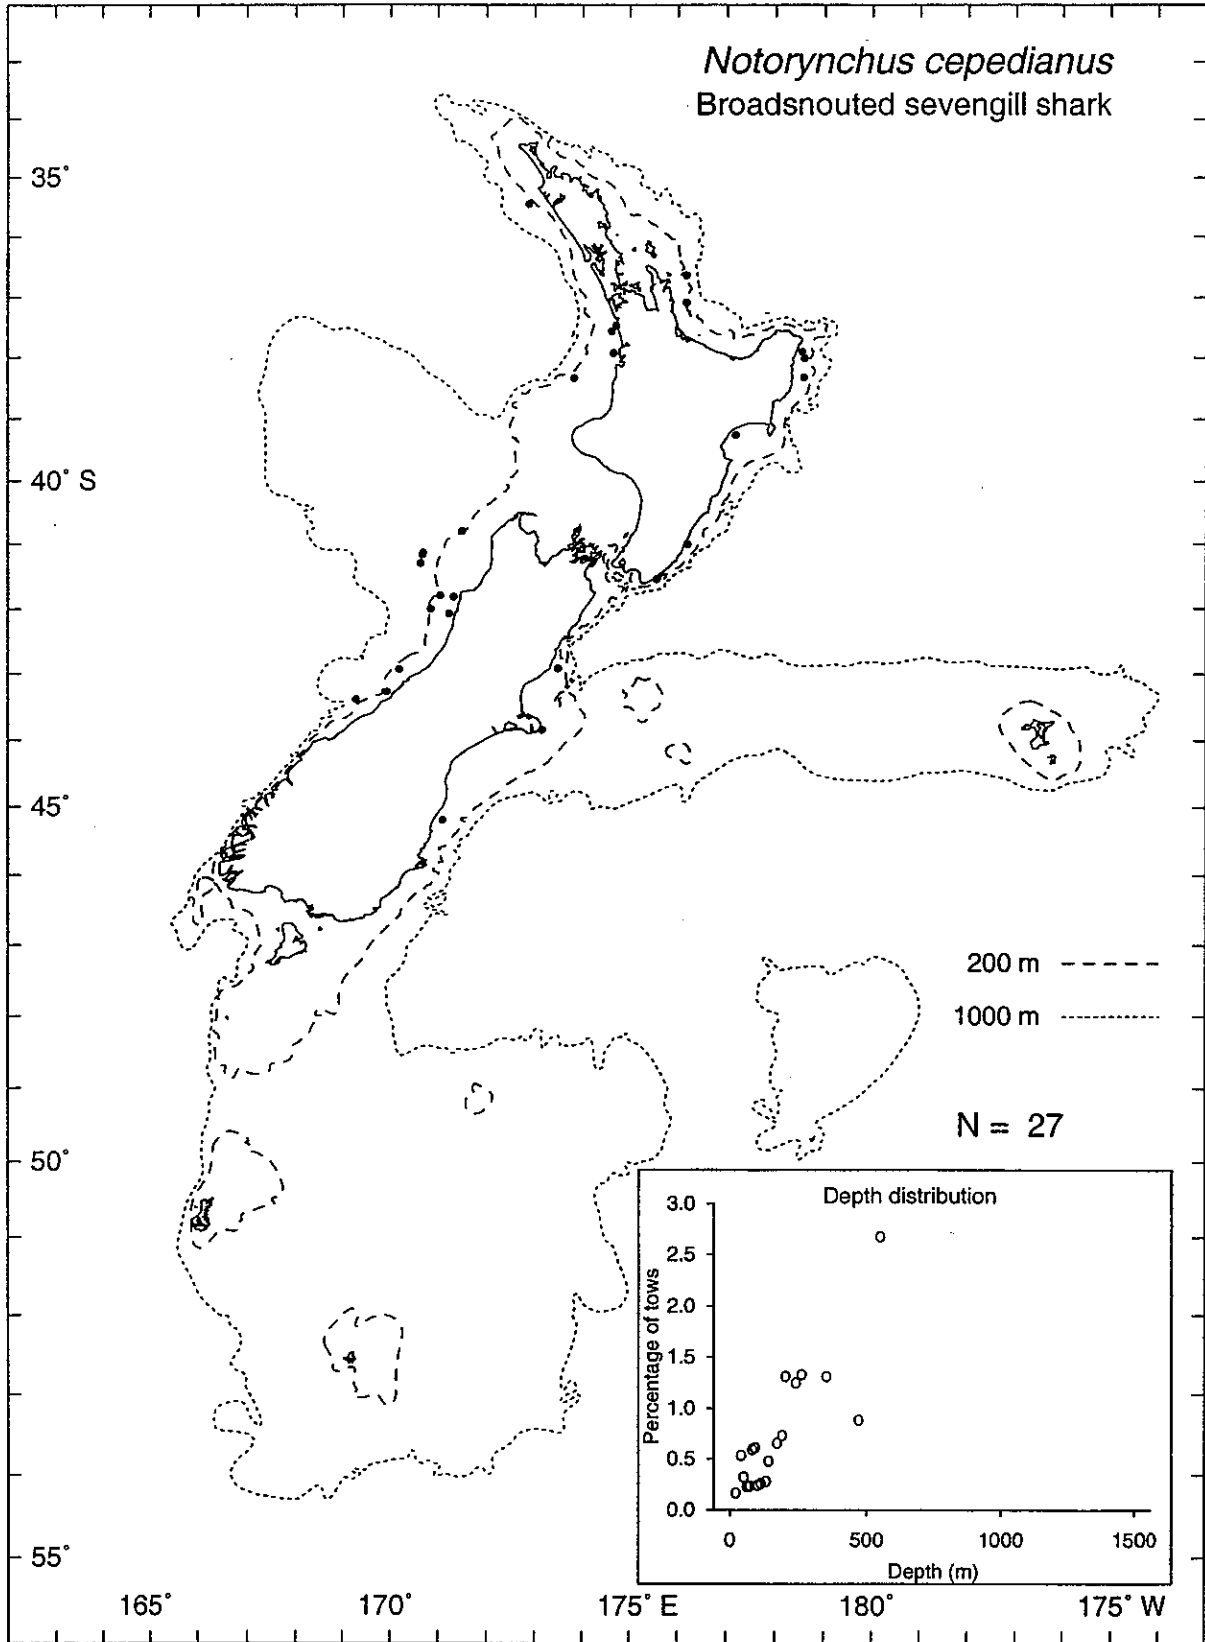 Notorynchus cepedianus
Broadsnouted sevengill shark
35°
40° S
45°
50°
55°
200 m
1000 m
N = 27
Depth distribution
Percentage of tows
3.0
2.5
2.0
1.5
1.0
0.5
0.0
0 500 1000 1500
Depth (m)
165° 170° 175° E 180° 175° W